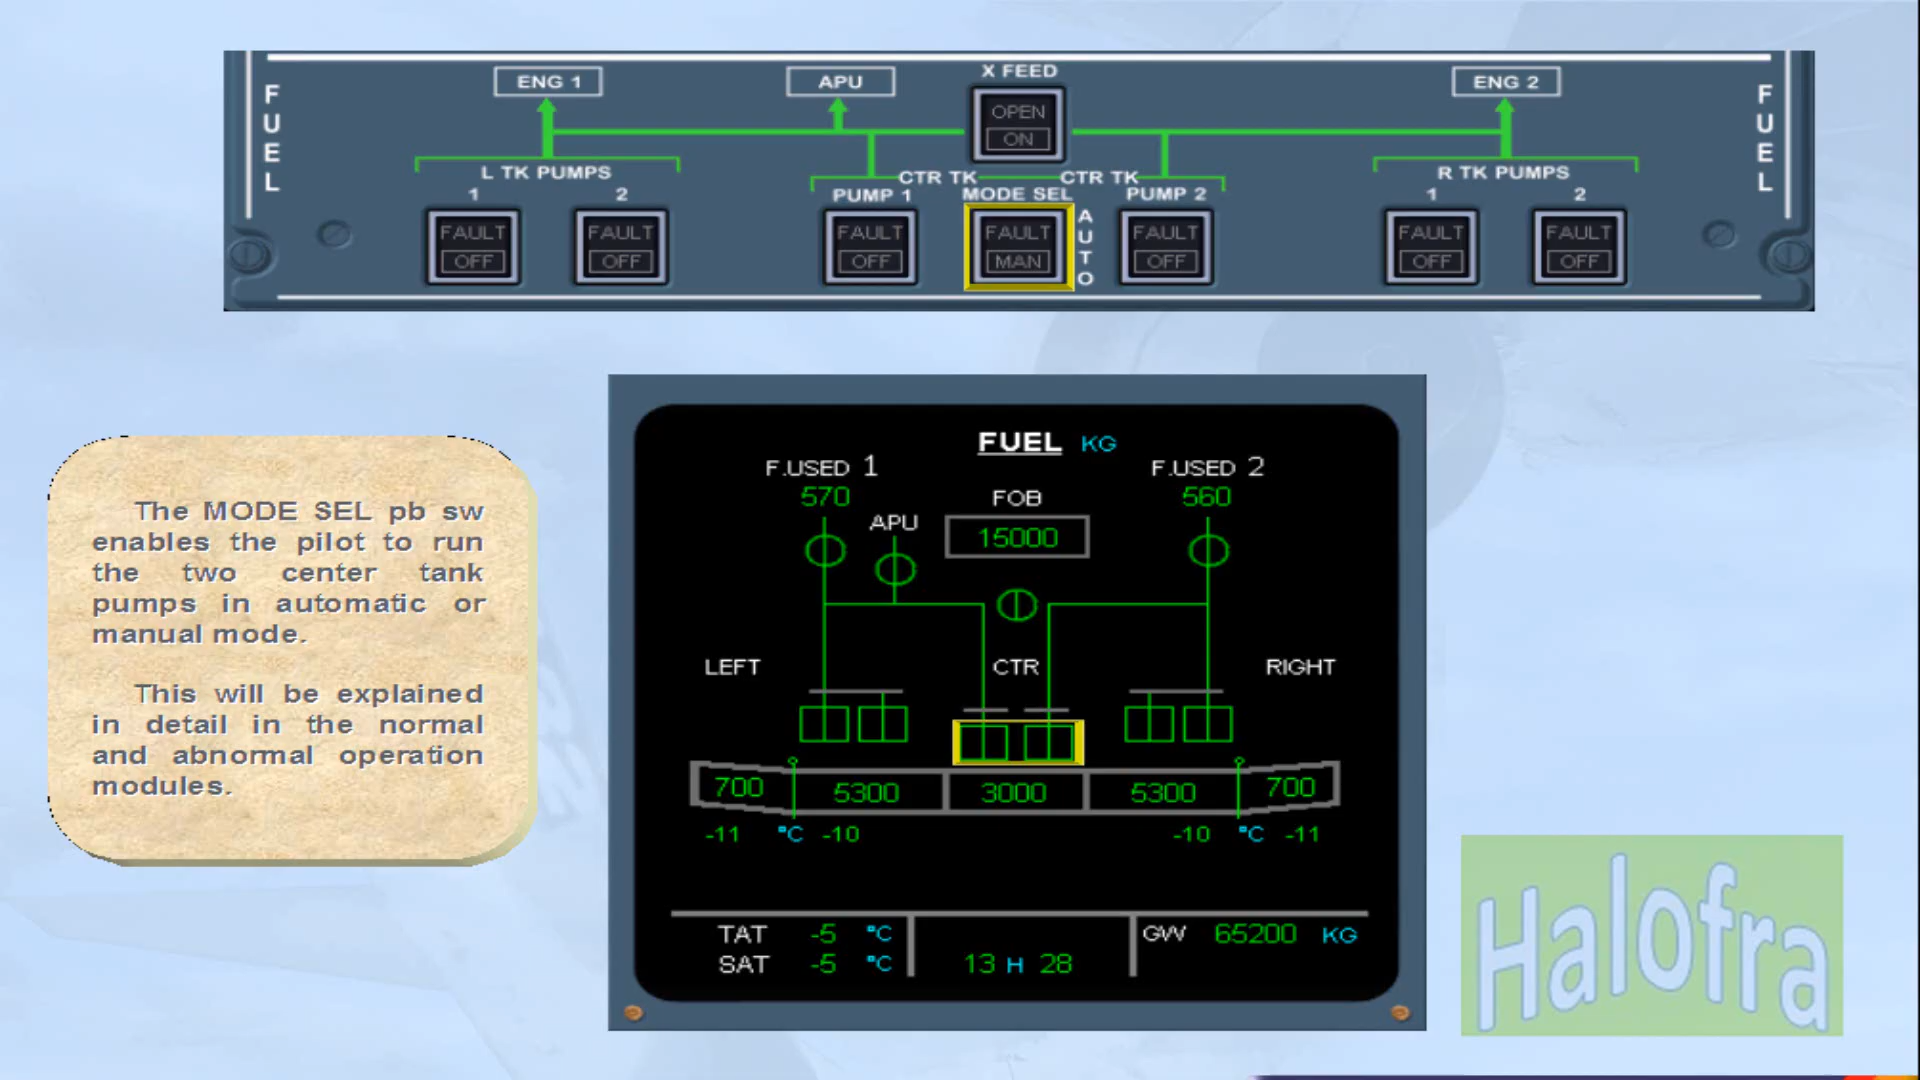 FUEL
ENG 1
APU
X FEED
OPEN
ON
ENG 2
FUEL
L TK PUMPS
1
2
CTR TK
CTR TK
PUMP 1
MODE SEL
PUMP 2
AUTO
R TK PUMPS
1
2
FAULT
OFF
FAULT
OFF
FAULT
OFF
FAULT
MAN
FAULT
OFF
FAULT
OFF
FAULT
OFF
The MODE SEL pb sw
enables the pilot to run
the two center tank
pumps in automatic or
manual mode.
This will be explained
in detail in the normal
and abnormal operation
modules.
FUEL KG
F.USED 1
F.USED 2
570
FOB
560
APU
15000
LEFT
CTR
RIGHT
700
5300
3000
5300
700
-11 °C -10
-10 °C -11
TAT -5 °C
GW 65200 KG
SAT -5 °C
13 H 28
Halofra